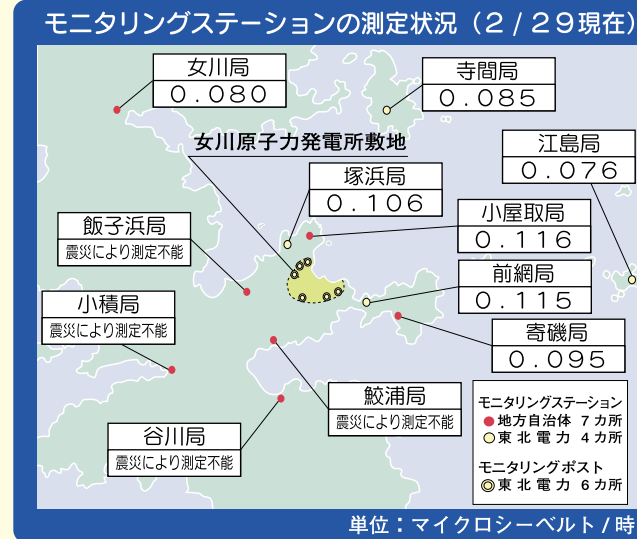 モニタリングステーションの測定状況（２/２９現在）
女川局
０.０８０
寺間局
０.０８５
女川原子力発電所敷地
江島局
０.０７６
塚浜局
０.１０６
小屋取局
０.１１６
飯子浜局
震災により測定不能
前網局
０.１１５
小積局
震災により測定不能
寄磯局
０.０９５
鮫浦局
震災により測定不能
谷川局
震災により測定不能
モニタリングステーション
地方自治体 ７カ所
東北電力 ４カ所
モニタリングポスト
東北電力 ６カ所
単位：マイクロシーベルト/時